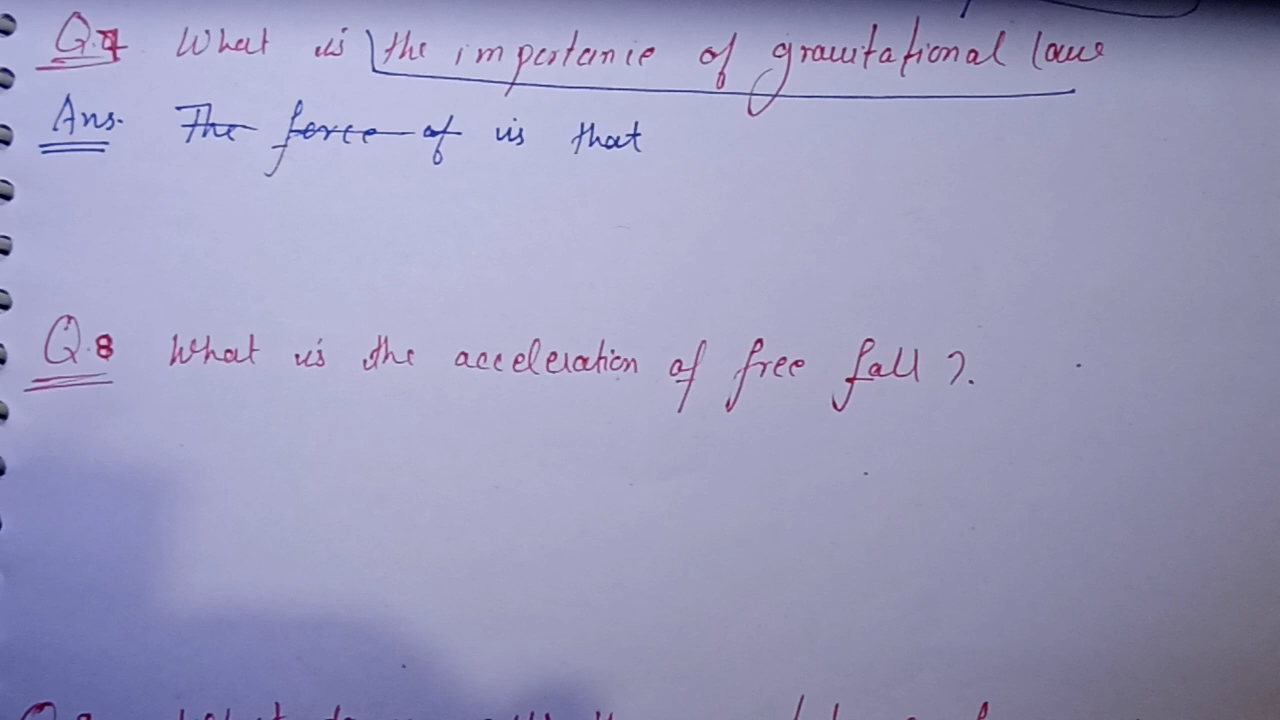 Q.7 What is the importance of gravitational law
Ans. The force of is that
Q.8 What is the acceleration of free fall ?.